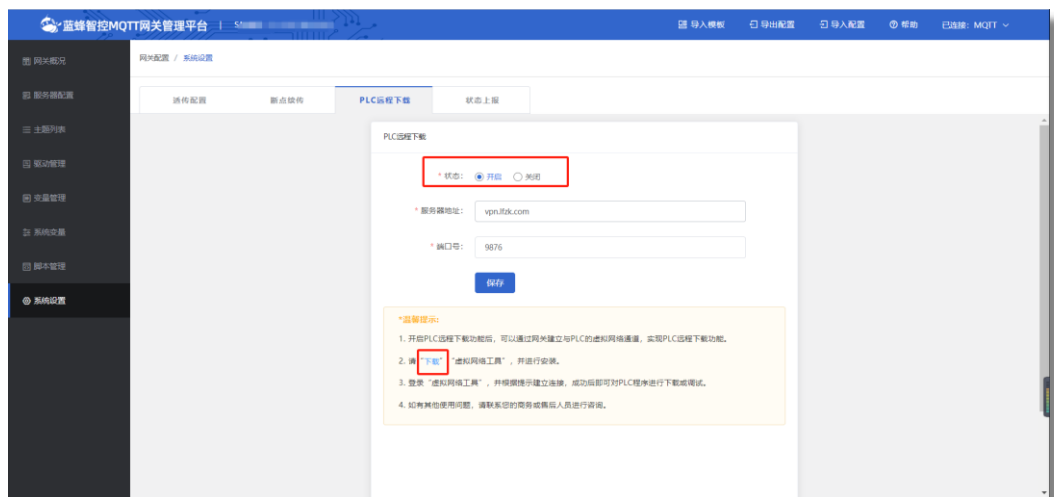 蓝蜂智控MQTT网关管理平台 | 导入模板 导出配置 导入配置 帮助 已连接：MQTT
网关概况
网关配置 / 系统设置
服务器配置
透传配置 断点续传 PLC远程下载 状态上报
主题列表
PLC远程下载
驱动管理
* 状态： 开启 关闭
变量管理
* 服务器地址： vpn.lfzk.com
系统变量
* 端口号： 9876
脚本管理
保存
系统设置
*温馨提示:
1. 开启PLC远程下载功能后，可以通过网关建立与PLC的虚拟网络通道，实现PLC远程下载功能。
2. 请 "下载" "虚拟网络工具" ，并进行安装。
3. 登录 "虚拟网络工具" ，并根据提示建立连接，成功后即可对PLC程序进行下载或调试。
4. 如有其他使用问题，请联系您的商务或售后人员进行咨询。